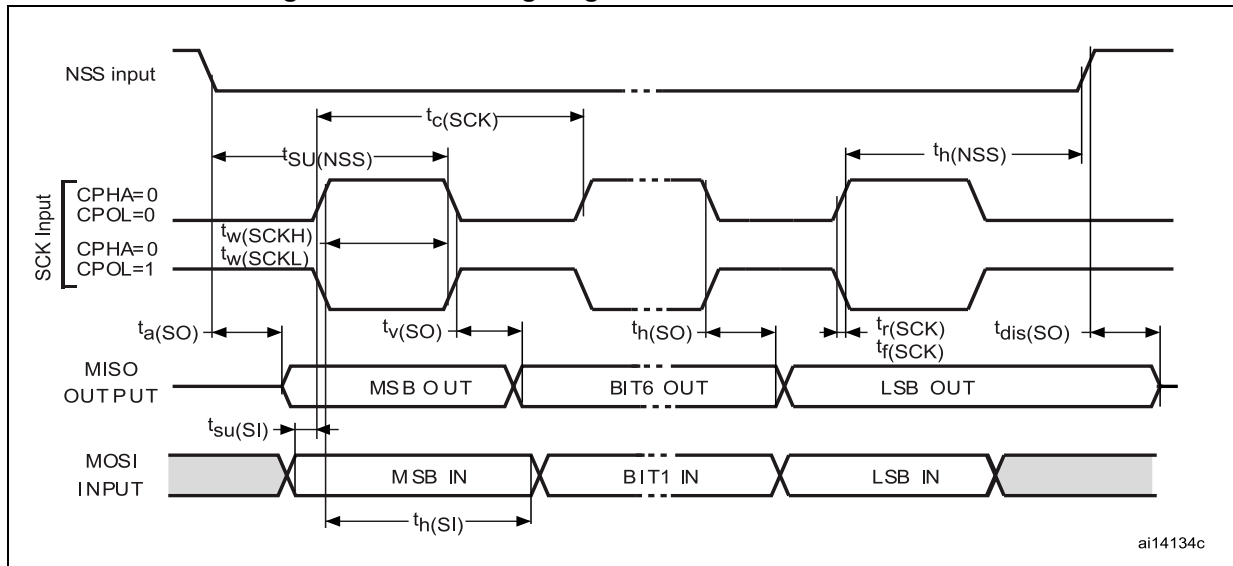 NSS input
tc(SCK)
tSU(NSS)
th(NSS)
SCK Input
CPHA=0
CPOL=0
tw(SCKH)
CPHA=0
tw(SCKL)
CPOL=1
ta(SO)
tv(SO)
th(SO)
tr(SCK)
tf(SCK)
tdis(SO)
MISO
OUTPUT
MSB OUT
BIT6 OUT
LSB OUT
tsu(SI)
MOSI
INPUT
MSB IN
BIT1 IN
LSB IN
th(SI)
ai14134c